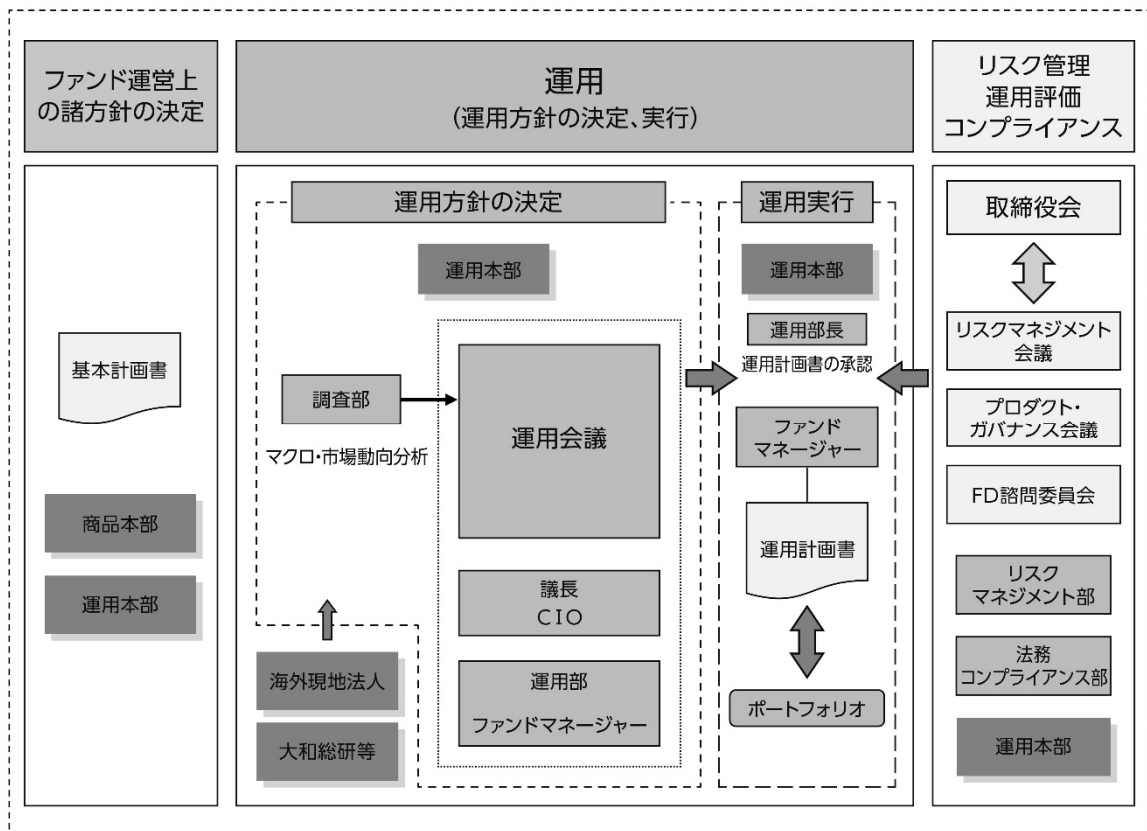 ファンド運営上
の諸方針の決定
基本計画書
商品本部
運用本部
運用
(運用方針の決定、実行)
運用方針の決定
運用本部
調査部
マクロ・市場動向分析
運用会議
議長
CIO
運用部
ファンドマネージャー
海外現地法人
大和総研等
運用実行
運用本部
運用部長
運用計画書の承認
ファンド
マネージャー
運用計画書
ポートフォリオ
リスク管理
運用評価
コンプライアンス
取締役会
リスクマネジメント
会議
プロダクト・
ガバナンス会議
FD諮問委員会
リスク
マネジメント部
法務
コンプライアンス部
運用本部